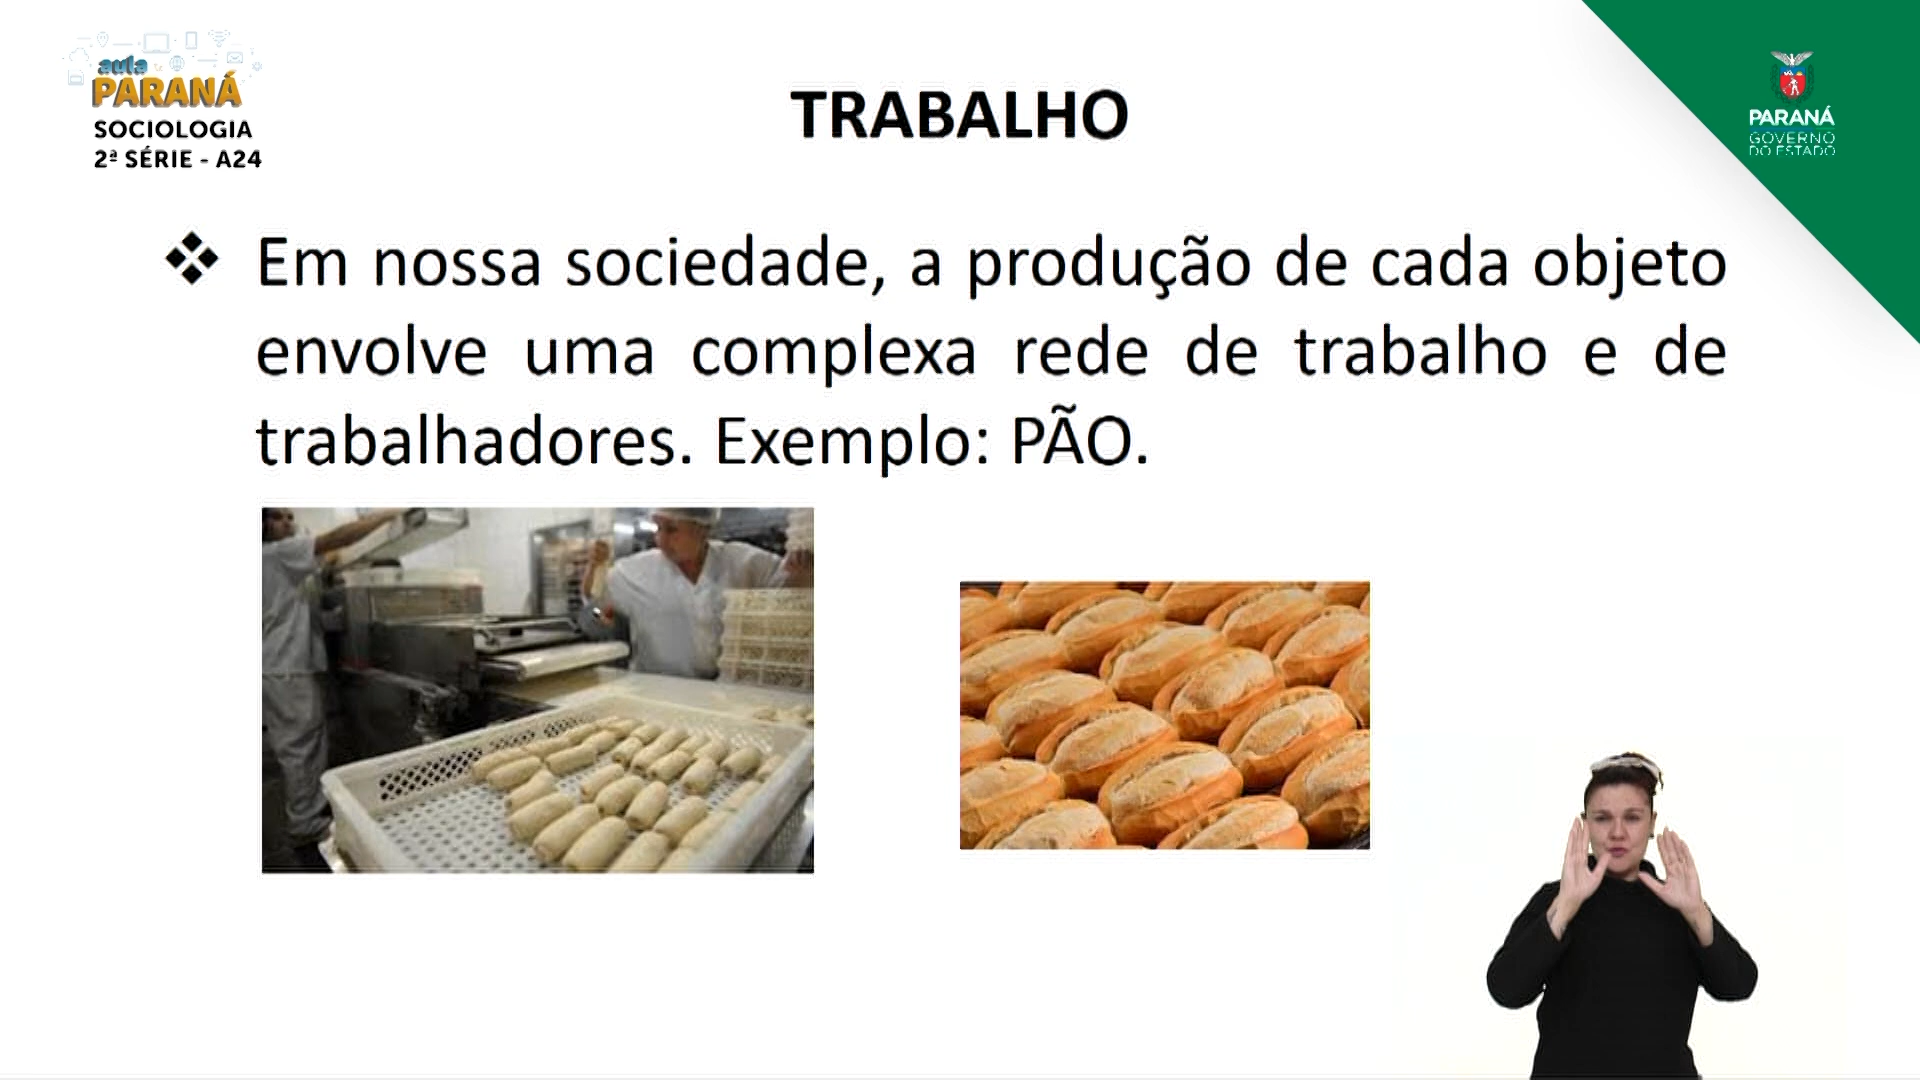 aula
PARANÁ
SOCIOLOGIA
2ª SÉRIE - A24
TRABALHO
PARANÁ
GOVERNO
DO ESTADO
Em nossa sociedade, a produção de cada objeto
envolve uma complexa rede de trabalho e de
trabalhadores. Exemplo: PÃO.